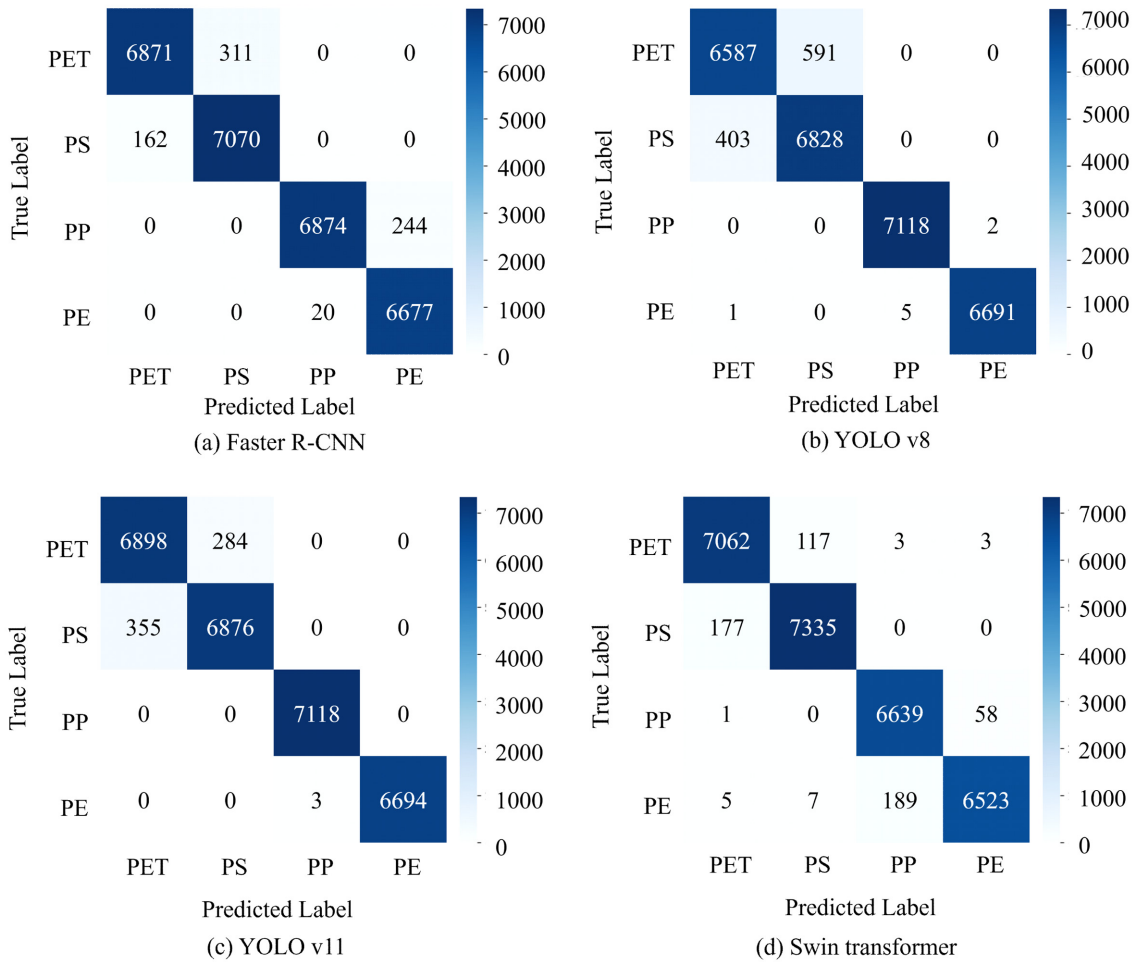 True Label
PET 6871 311 0 0
PS 162 7070 0 0
PP 0 0 6874 244
PE 0 0 20 6677
PET PS PP PE
Predicted Label
7000
6000
5000
4000
3000
2000
1000
0
(a) Faster R-CNN
True Label
PET 6587 591 0 0
PS 403 6828 0 0
PP 0 0 7118 2
PE 1 0 5 6691
PET PS PP PE
Predicted Label
7000
6000
5000
4000
3000
2000
1000
0
(b) YOLO v8
True Label
PET 6898 284 0 0
PS 355 6876 0 0
PP 0 0 7118 0
PE 0 0 3 6694
PET PS PP PE
Predicted Label
7000
6000
5000
4000
3000
2000
1000
0
(c) YOLO v11
True Label
PET 7062 117 3 3
PS 177 7335 0 0
PP 1 0 6639 58
PE 5 7 189 6523
PET PS PP PE
Predicted Label
7000
6000
5000
4000
3000
2000
1000
0
(d) Swin transformer